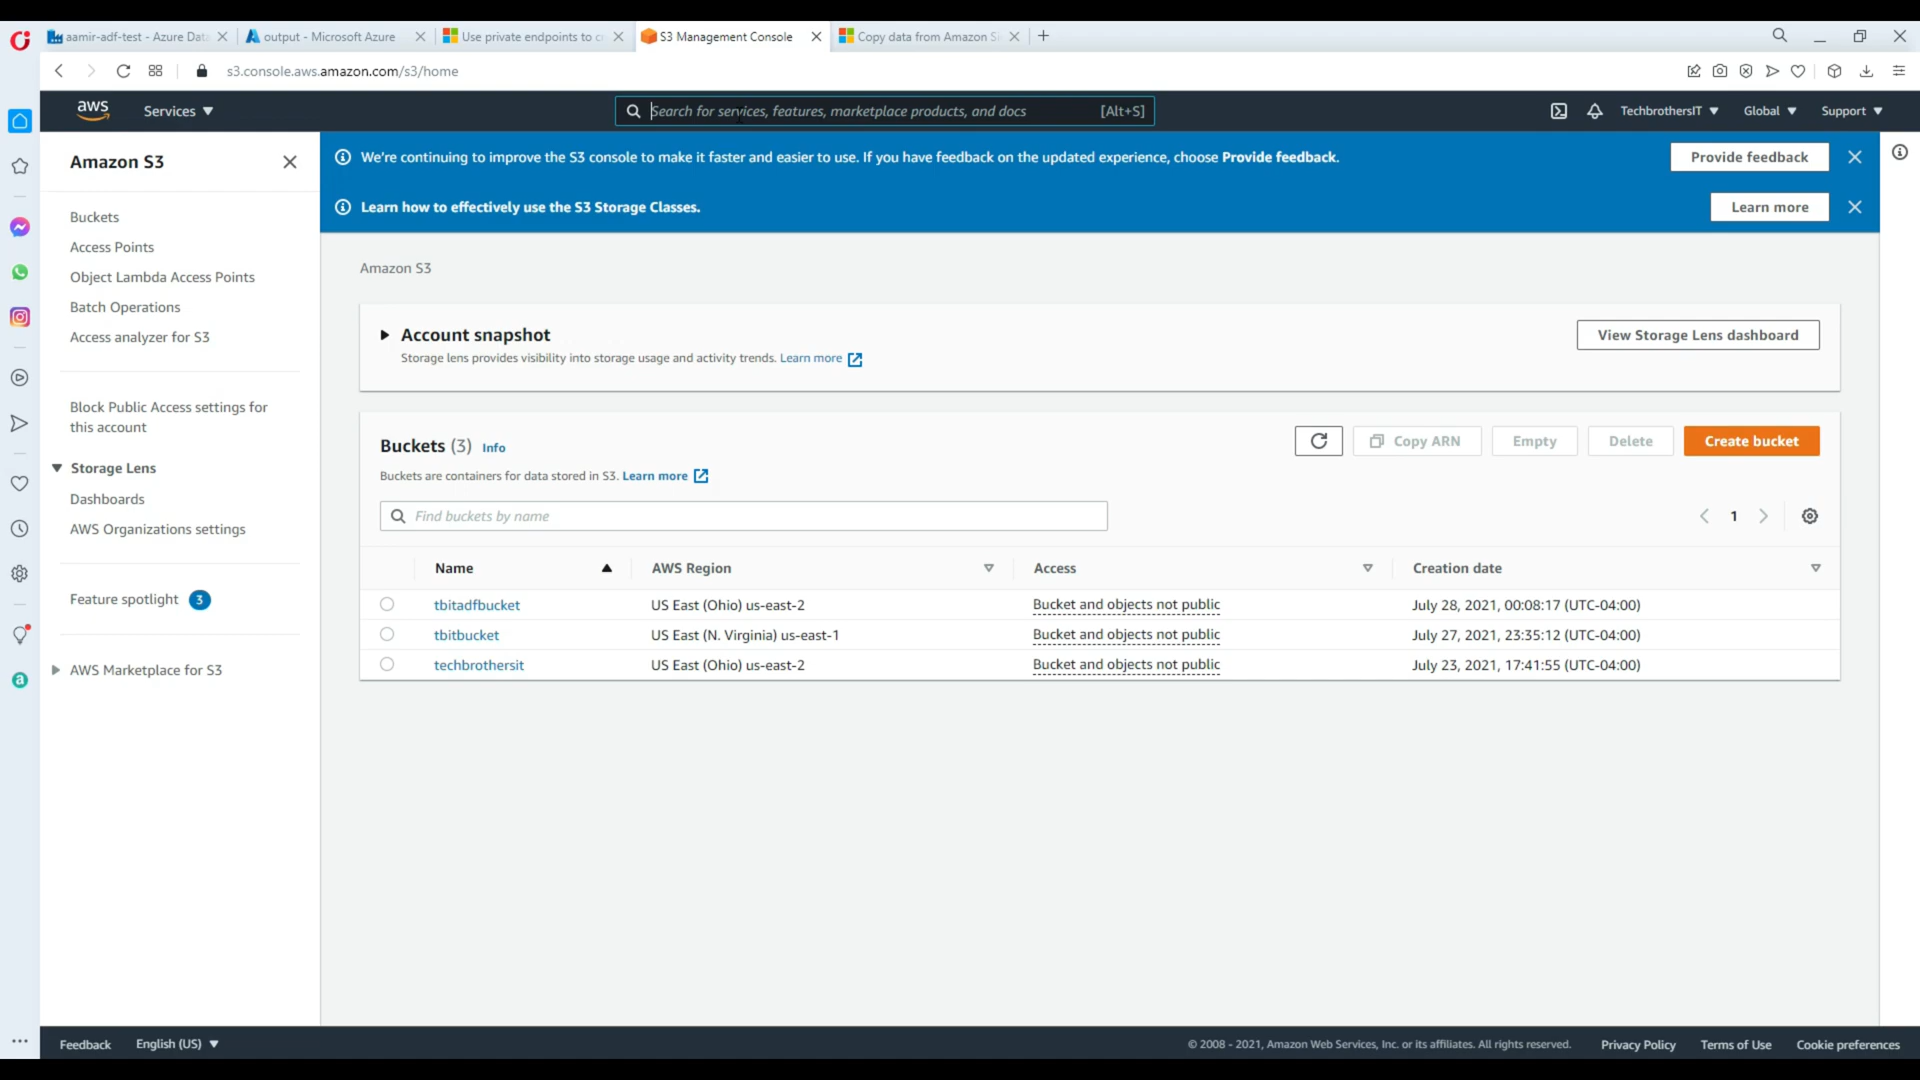 aamir-adf-test - Azure Data
output - Microsoft Azure
Use private endpoints to c
S3 Management Console
Copy data from Amazon S
s3.console.aws.amazon.com/s3/home
aws
Services
Search for services, features, marketplace products, and docs
[Alt+S]
TechbrothersIT
Global
Support
Amazon S3
Buckets
Access Points
Object Lambda Access Points
Batch Operations
Access analyzer for S3
Block Public Access settings for
this account
Storage Lens
Dashboards
AWS Organizations settings
Feature spotlight 3
AWS Marketplace for S3
We're continuing to improve the S3 console to make it faster and easier to use. If you have feedback on the updated experience, choose Provide feedback.
Provide feedback
Learn how to effectively use the S3 Storage Classes.
Learn more
Amazon S3
Account snapshot
Storage lens provides visibility into storage usage and activity trends. Learn more
View Storage Lens dashboard
Buckets (3) Info
Buckets are containers for data stored in S3. Learn more
Copy ARN
Empty
Delete
Create bucket
Find buckets by name
1
Name AWS Region Access Creation date
tbitadfbucket US East (Ohio) us-east-2 Bucket and objects not public July 28, 2021, 00:08:17 (UTC-04:00)
tbitbucket US East (N. Virginia) us-east-1 Bucket and objects not public July 27, 2021, 23:35:12 (UTC-04:00)
techbrothersit US East (Ohio) us-east-2 Bucket and objects not public July 23, 2021, 17:41:55 (UTC-04:00)
Feedback
English (US)
© 2008 - 2021, Amazon Web Services, Inc. or its affiliates. All rights reserved.
Privacy Policy
Terms of Use
Cookie preferences